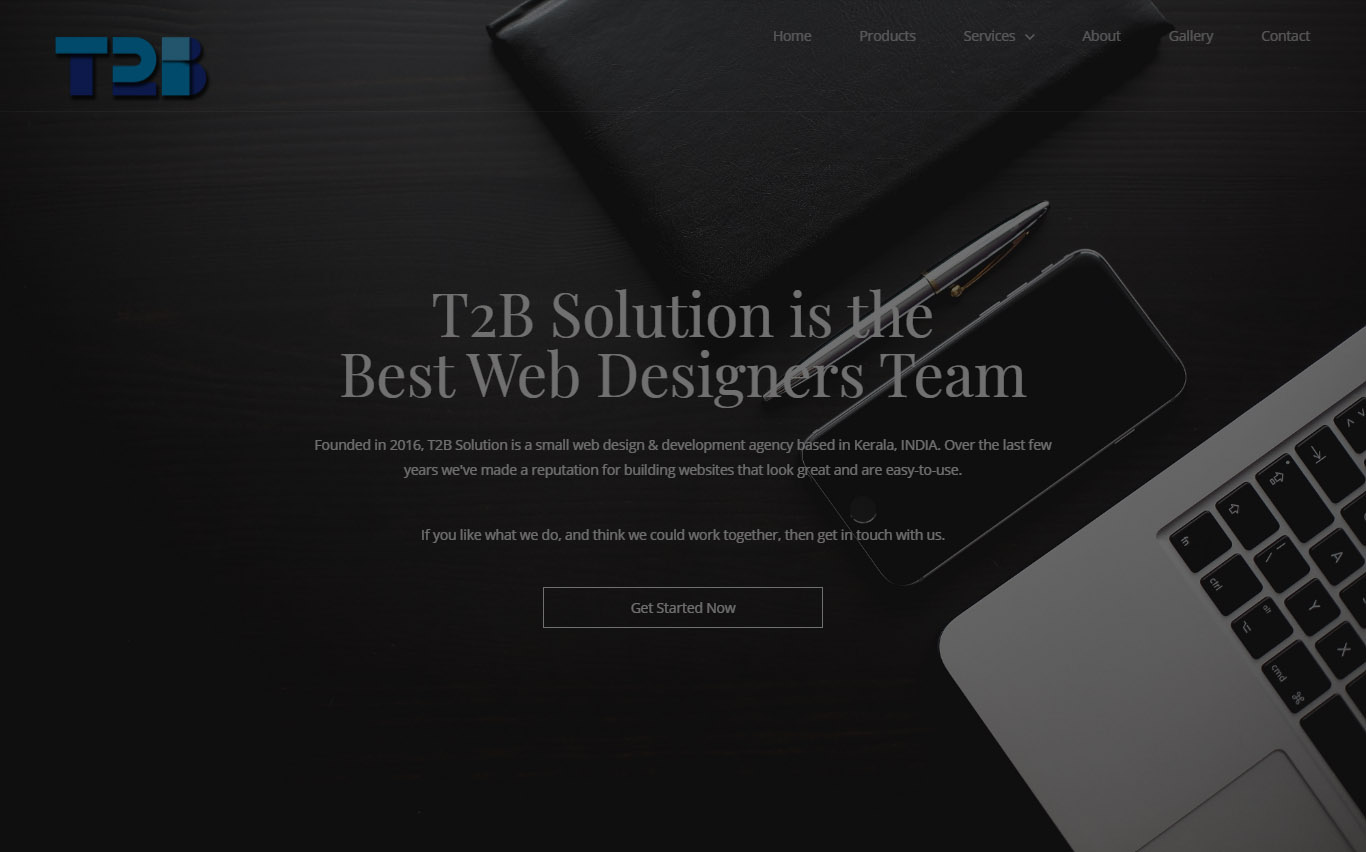 T2B
Home Products Services About Gallery Contact
T2B Solution is the
Best Web Designers Team
Founded in 2016, T2B Solution is a small web design & development agency based in Kerala, INDIA. Over the last few
years we've made a reputation for building websites that look great and are easy-to-use.
If you like what we do, and think we could work together, then get in touch with us.
Get Started Now
fn
A
ctrl
Y
alt
X
cmd
⌘